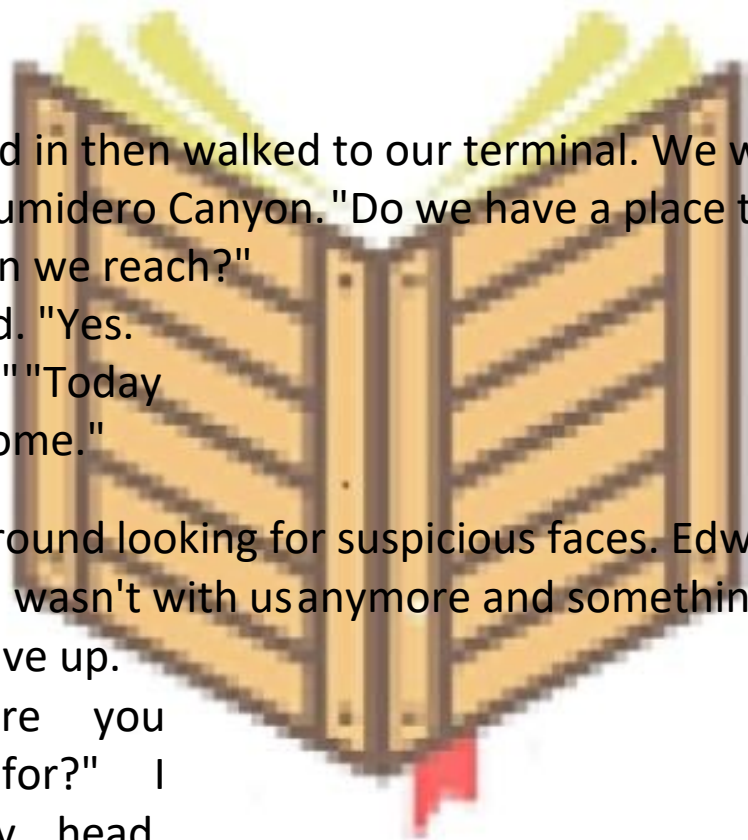 d in then walked to our terminal. We w
umidero Canyon. "Do we have a place t
n we reach?"
d. "Yes.
" "Today
ome."
round looking for suspicious faces. Edw
wasn't with us anymore and somethin
ve up.
re you
for?" I
y head